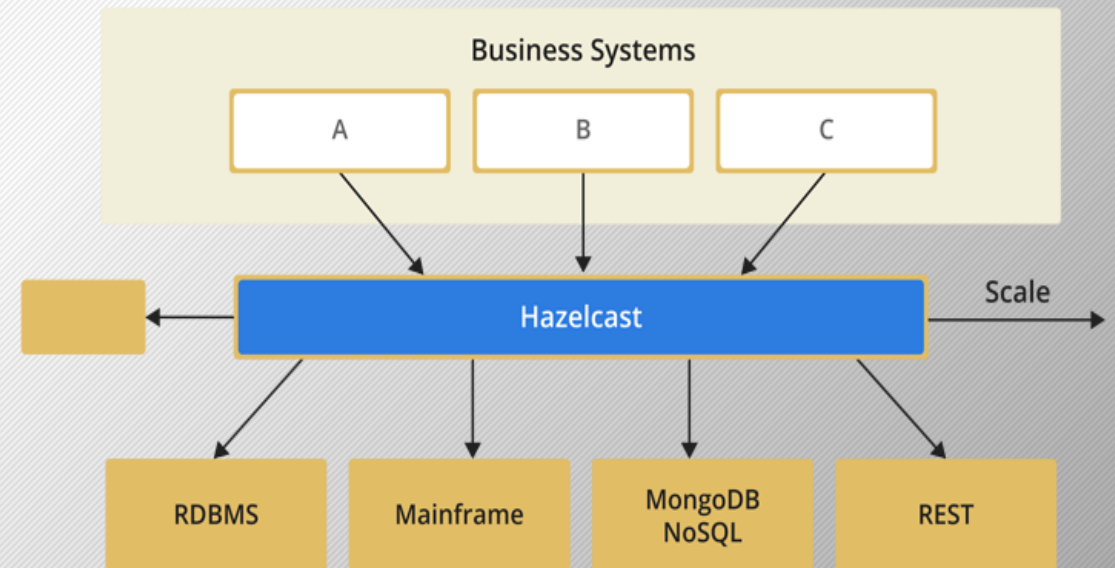 Business Systems
A
B
C
Hazelcast
Scale
RDBMS
Mainframe
MongoDB
NoSQL
REST